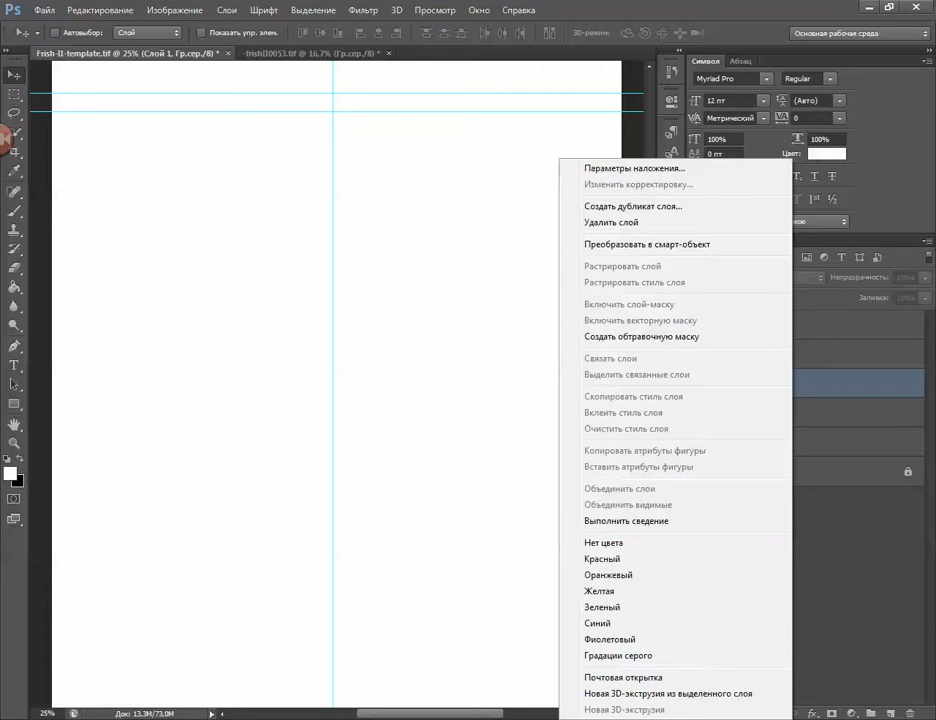 Ps Файл Редактирование Изображение Слои Шрифт Выделение Фильтр 3D Просмотр Окно Справка
Автовыбор: Слой Показать упр. элем. 3D-режим: Основная рабочая среда
Frish-II-template.tif @ 25% (Слой 1, Гр.сер./8) * × frishII0053.tif @ 16,7% (Гр.сер./8) * ×
Символ Абзац
Myriad Pro Regular
12 пт (Авто)
Метрический 0
100% 100%
0 пт Цвет:
Параметры наложения...
Изменить корректировку...
Создать дубликат слоя...
Удалить слой
Преобразовать в смарт-объект
Растрировать слой
Растрировать стиль слоя
Непрозрачность:
Заливка:
Включить слой-маску
Включить векторную маску
Создать обтравочную маску
Связать слои
Выделить связанные слои
Скопировать стиль слоя
Вклеить стиль слоя
Очистить стиль слоя
Копировать атрибуты фигуры
Вставить атрибуты фигуры
Объединить слои
Объединить видимые
Выполнить сведение
Нет цвета
Красный
Оранжевый
Желтая
Зеленый
Синий
Фиолетовый
Градации серого
Почтовая открытка
Новая 3D-экструзия из выделенного слоя
Новая 3D-экструзия
25% Док: 13,3M/73,0M